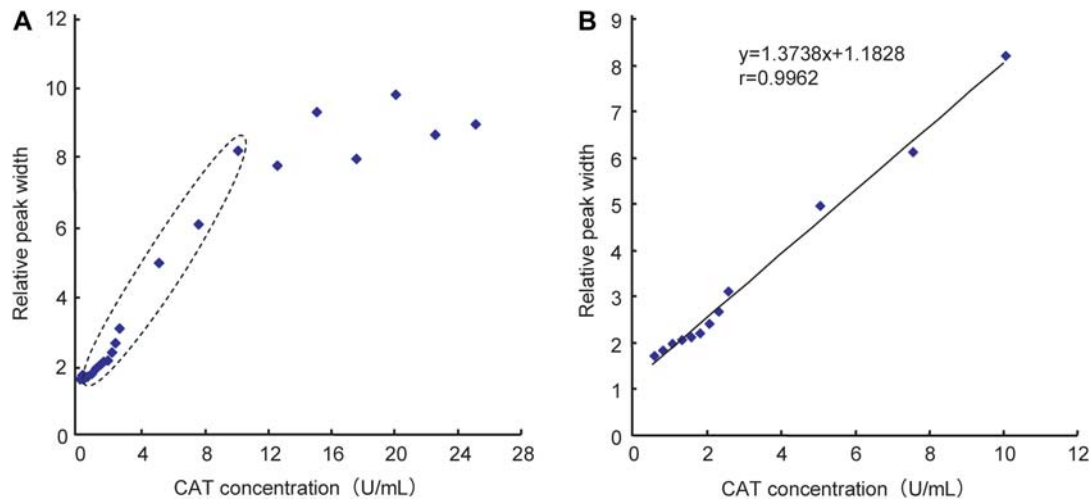 A
12
10
8
6
4
2
0
0 4 8 12 16 20 24 28
Relative peak width
CAT concentration（U/mL）
B
9
8
7
6
5
4
3
2
1
0
0 2 4 6 8 10 12
y=1.3738x+1.1828
r=0.9962
Relative peak width
CAT concentration（U/mL）